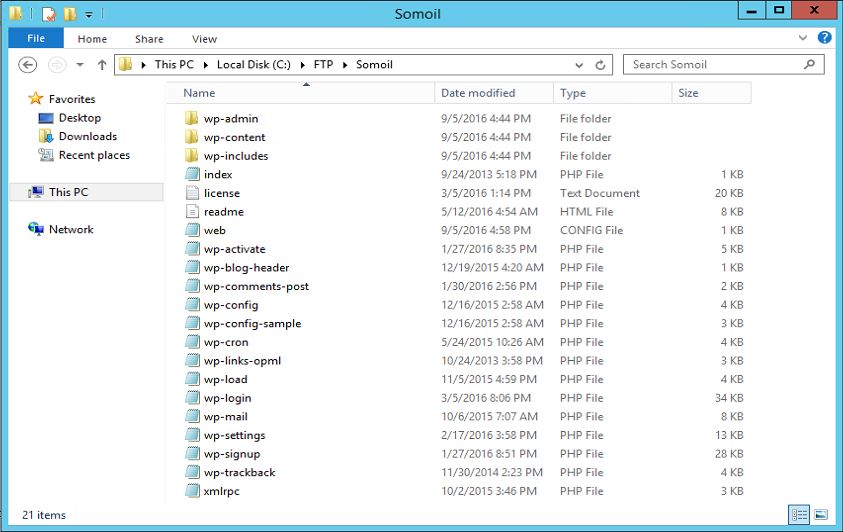 Somoil
File Home Share View
This PC Local Disk (C:) FTP Somoil Search Somoil
Favorites
Desktop
Downloads
Recent places
This PC
Network
Name Date modified Type Size
wp-admin 9/5/2016 4:44 PM File folder
wp-content 9/5/2016 4:44 PM File folder
wp-includes 9/5/2016 4:44 PM File folder
index 9/24/2013 5:18 PM PHP File 1 KB
license 3/5/2016 1:14 PM Text Document 20 KB
readme 5/12/2016 4:54 AM HTML File 8 KB
web 9/5/2016 4:58 PM CONFIG File 1 KB
wp-activate 1/27/2016 8:35 PM PHP File 5 KB
wp-blog-header 12/19/2015 4:20 AM PHP File 1 KB
wp-comments-post 1/30/2016 2:56 PM PHP File 2 KB
wp-config 12/16/2015 2:58 AM PHP File 4 KB
wp-config-sample 12/16/2015 2:58 AM PHP File 3 KB
wp-cron 5/24/2015 10:26 AM PHP File 4 KB
wp-links-opml 10/24/2013 3:58 PM PHP File 3 KB
wp-load 11/5/2015 4:59 PM PHP File 4 KB
wp-login 3/5/2016 8:06 PM PHP File 34 KB
wp-mail 10/6/2015 7:07 AM PHP File 8 KB
wp-settings 2/17/2016 3:58 PM PHP File 13 KB
wp-signup 1/27/2016 8:51 PM PHP File 28 KB
wp-trackback 11/30/2014 2:23 PM PHP File 4 KB
xmlrpc 10/2/2015 3:46 PM PHP File 3 KB
21 items